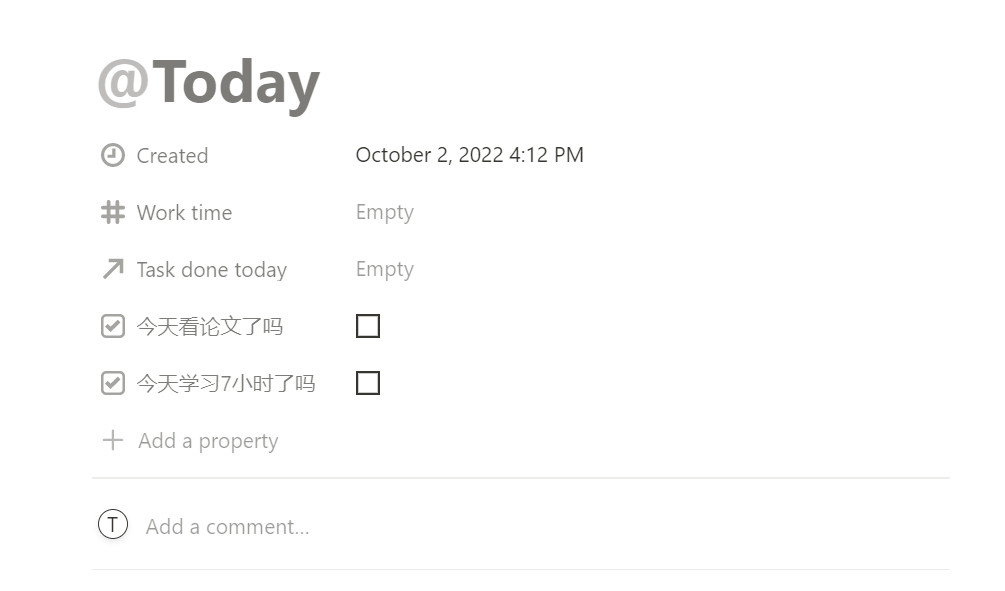 @Today
Created October 2, 2022 4:12 PM
Work time Empty
Task done today Empty
今天看论文了吗
今天学习7小时了吗
Add a property
T Add a comment...